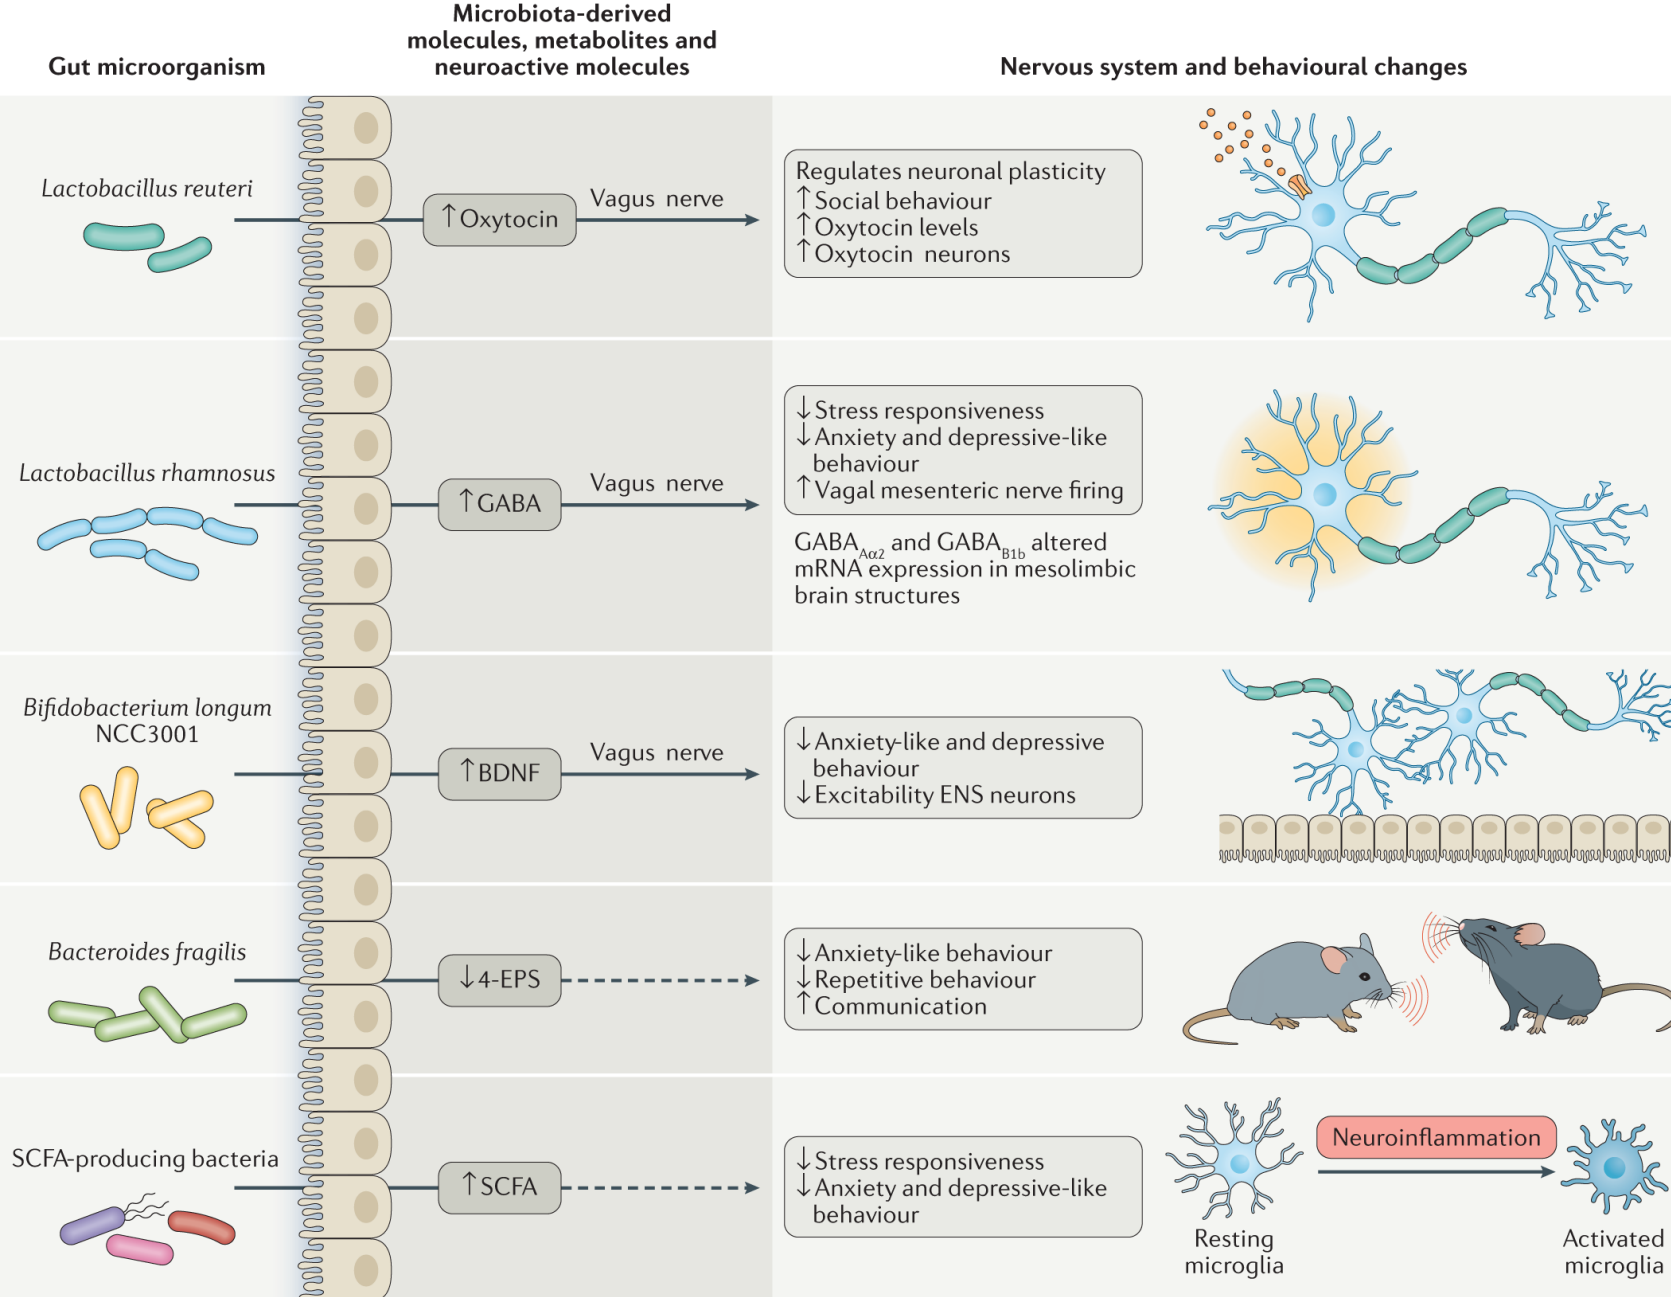 Gut microorganism
Microbiota-derived
molecules, metabolites and
neuroactive molecules
Nervous system and behavioural changes
Lactobacillus reuteri
↑Oxytocin
Vagus nerve
Regulates neuronal plasticity
↑Social behaviour
↑Oxytocin levels
↑Oxytocin neurons
Lactobacillus rhamnosus
↑GABA
Vagus nerve
↓Stress responsiveness
↓Anxiety and depressive-like
behaviour
↑Vagal mesenteric nerve firing
GABAAα2 and GABAB1b altered
mRNA expression in mesolimbic
brain structures
Bifidobacterium longum
NCC3001
↑BDNF
Vagus nerve
↓Anxiety-like and depressive
behaviour
↓Excitability ENS neurons
Bacteroides fragilis
↓4-EPS
↓Anxiety-like behaviour
↓Repetitive behaviour
↑Communication
SCFA-producing bacteria
↑SCFA
↓Stress responsiveness
↓Anxiety and depressive-like
behaviour
Neuroinflammation
Resting
microglia
Activated
microglia